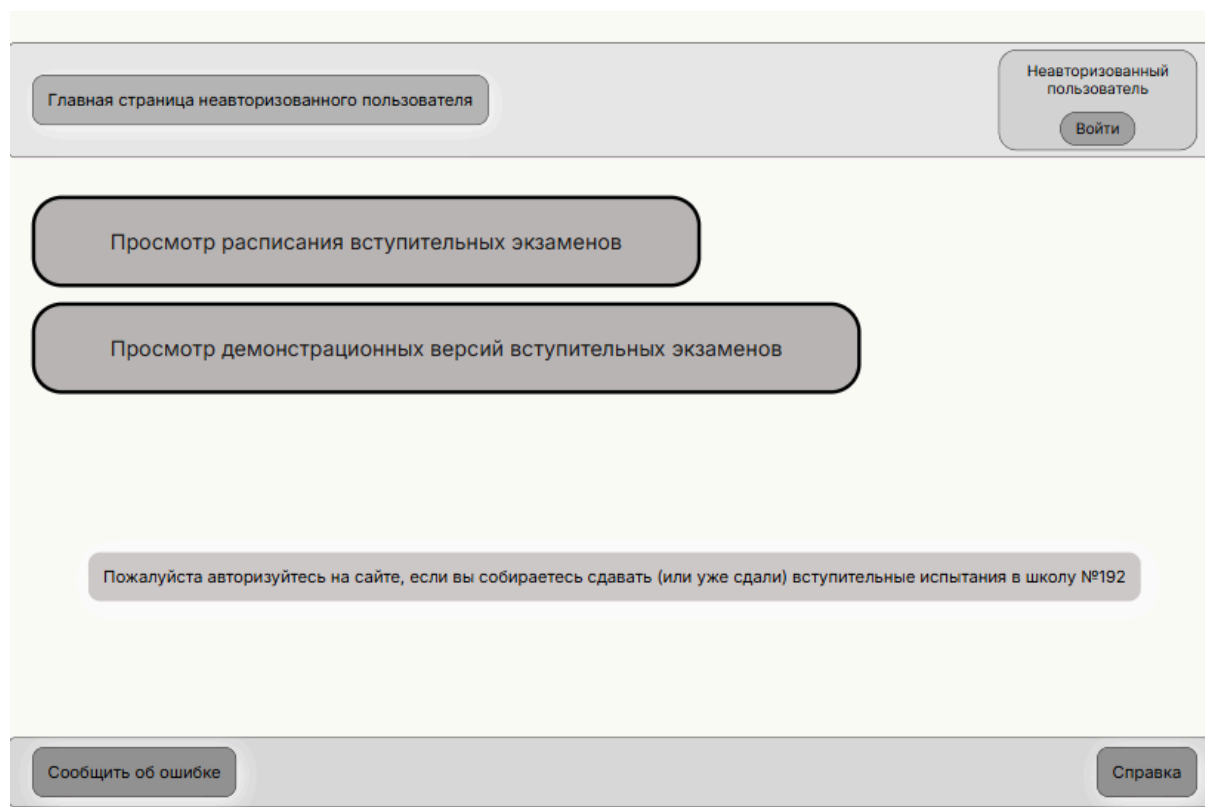 Главная страница неавторизованного пользователя
Неавторизованный
пользователь
Войти
Просмотр расписания вступительных экзаменов
Просмотр демонстрационных версий вступительных экзаменов
Пожалуйста авторизуйтесь на сайте, если вы собираетесь сдавать (или уже сдали) вступительные испытания в школу №192
Сообщить об ошибке
Справка